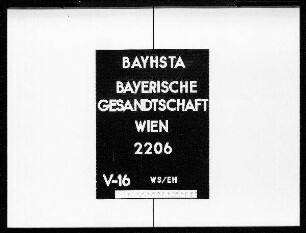 BAYHSTA
BAYERISCHE
GESANDTSCHAFT
WIEN
2206
V-16 WS/EH